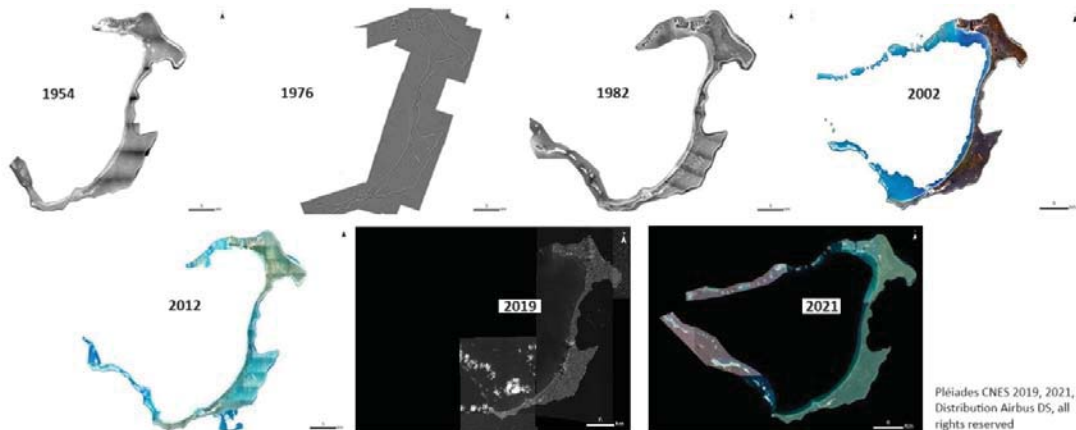 1954
1976
1982
2002
2012
2019
2021
Pléiades CNES 2019, 2021,
Distribution Airbus DS, all
rights reserved